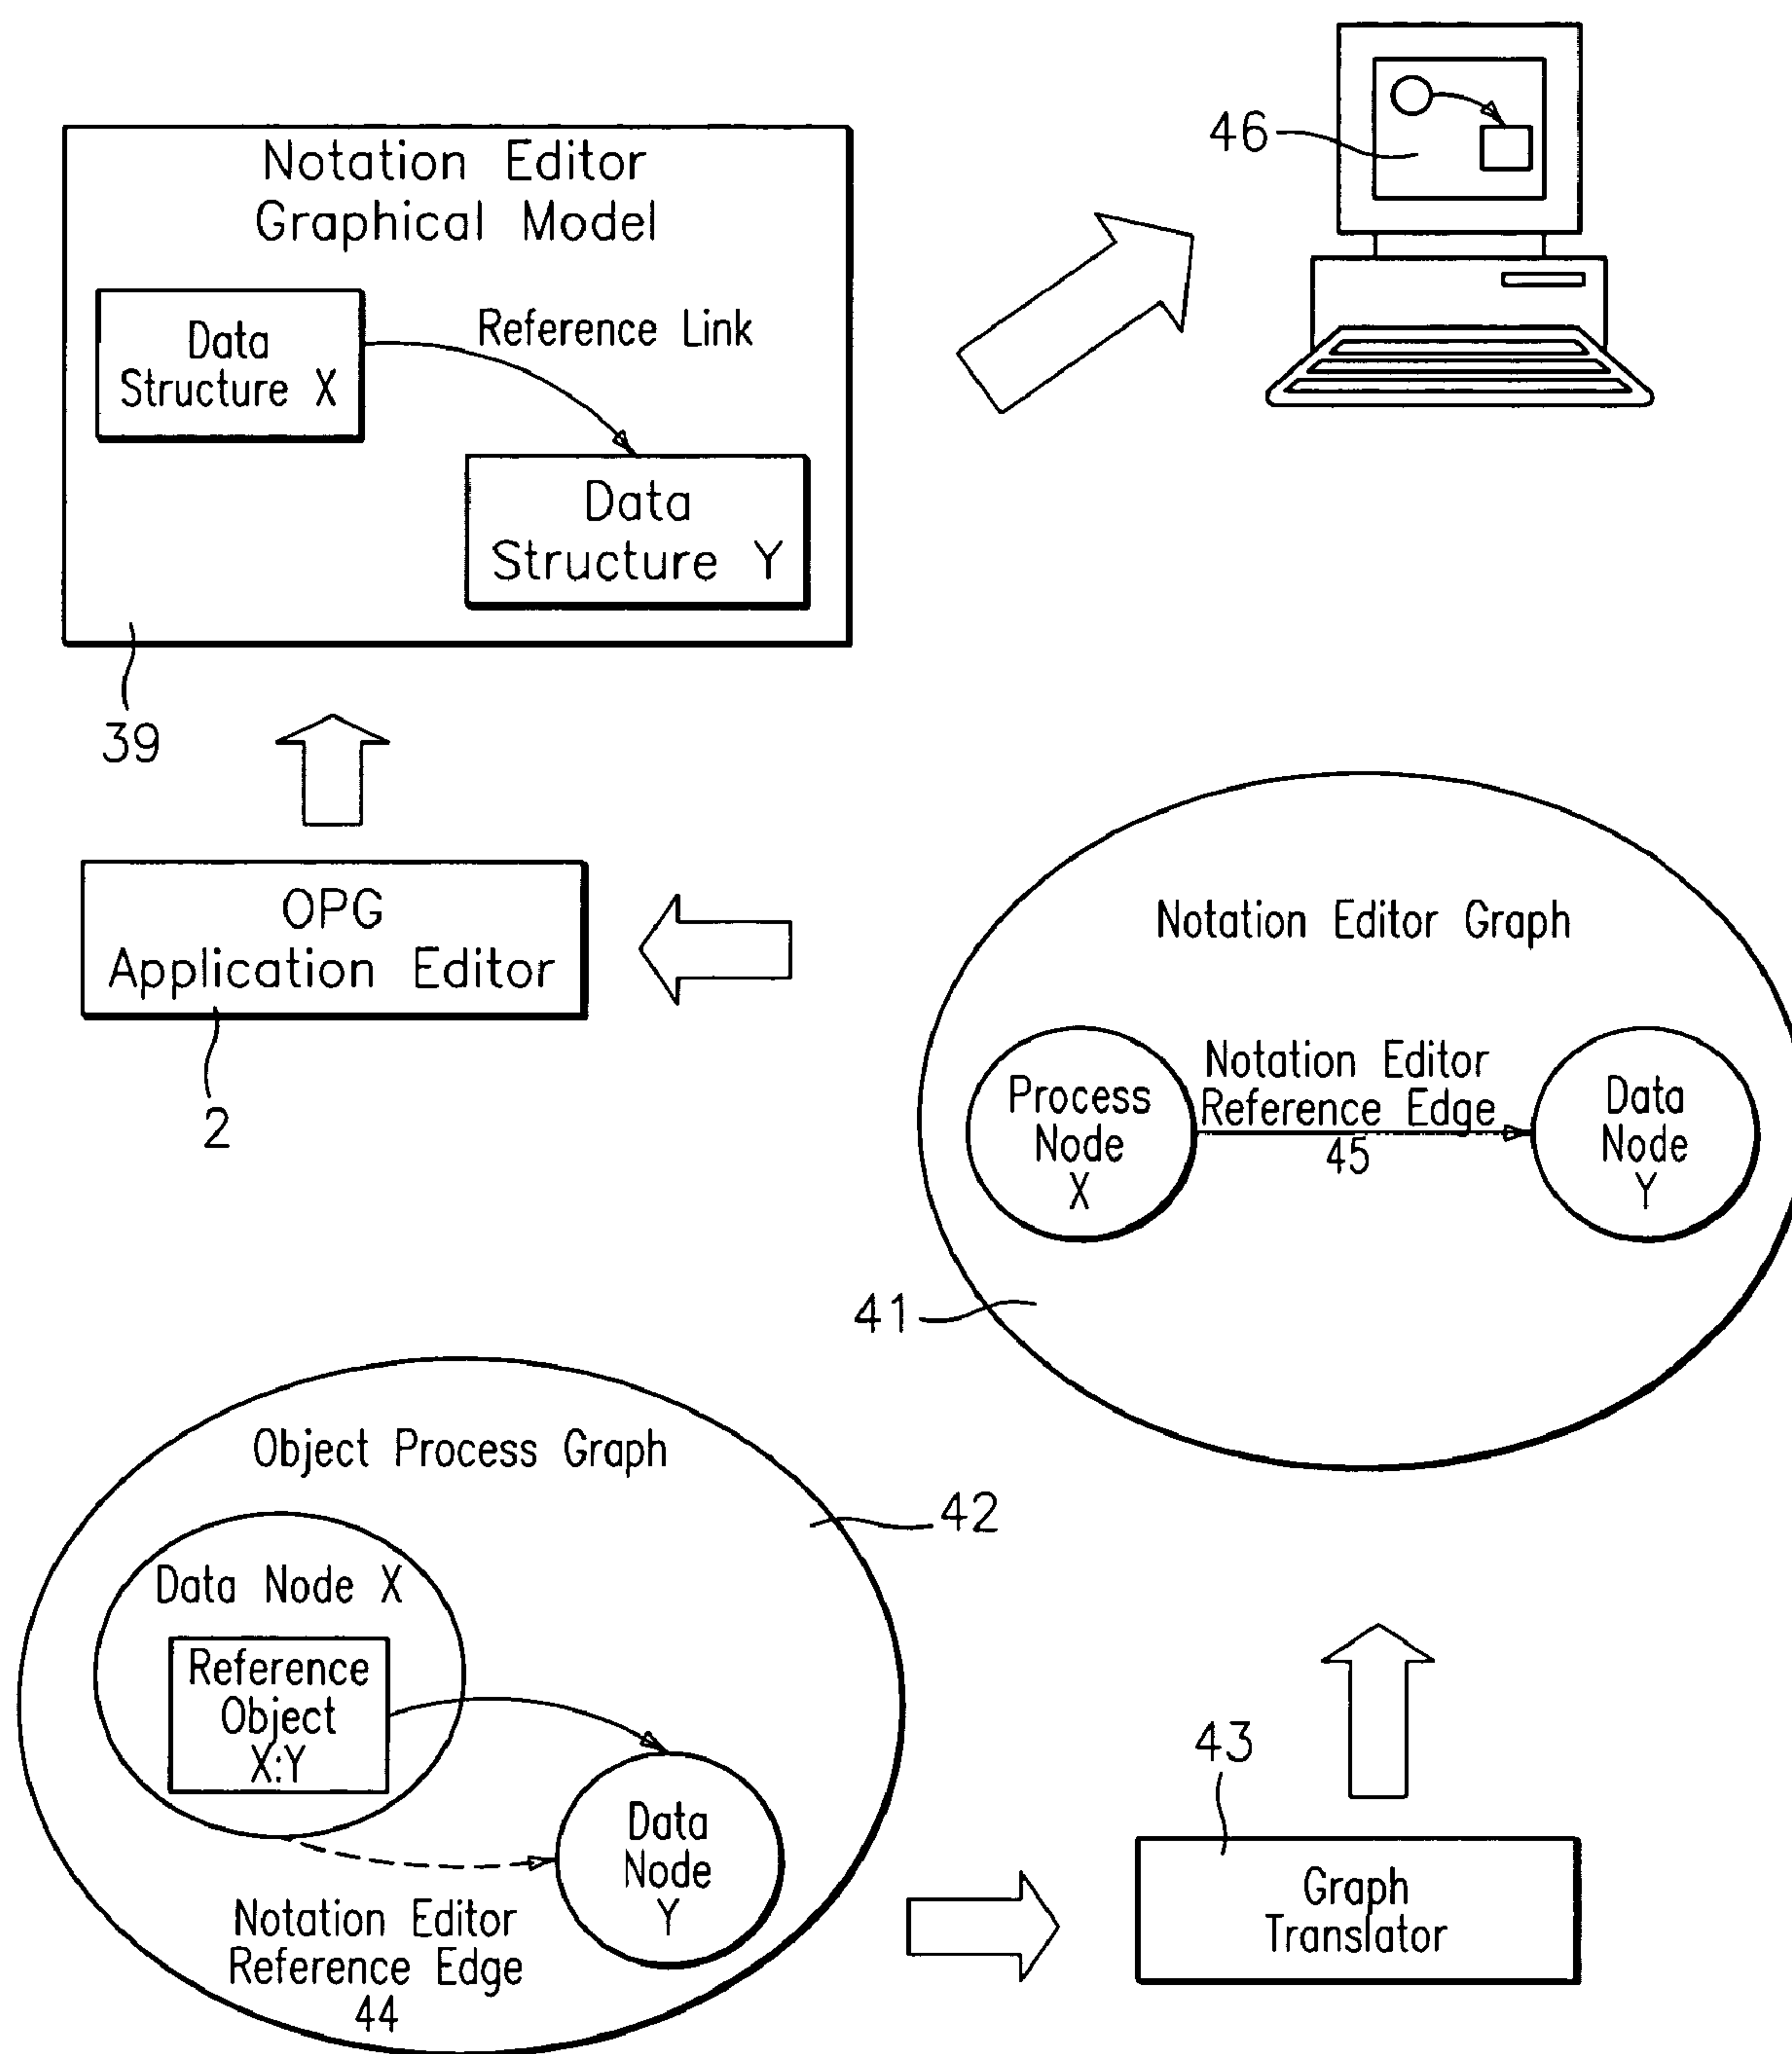 Notation Editor
Graphical Model
Data
Structure X
Reference Link
Data
Structure Y
39
46
OPG
Application Editor
2
Notation Editor Graph
Process
Node
X
Notation Editor
Reference Edge
45
Data
Node
Y
41
Object Process Graph
42
Data Node X
Reference
Object
X:Y
Data
Node
Y
Notation Editor
Reference Edge
44
43
Graph
Translator